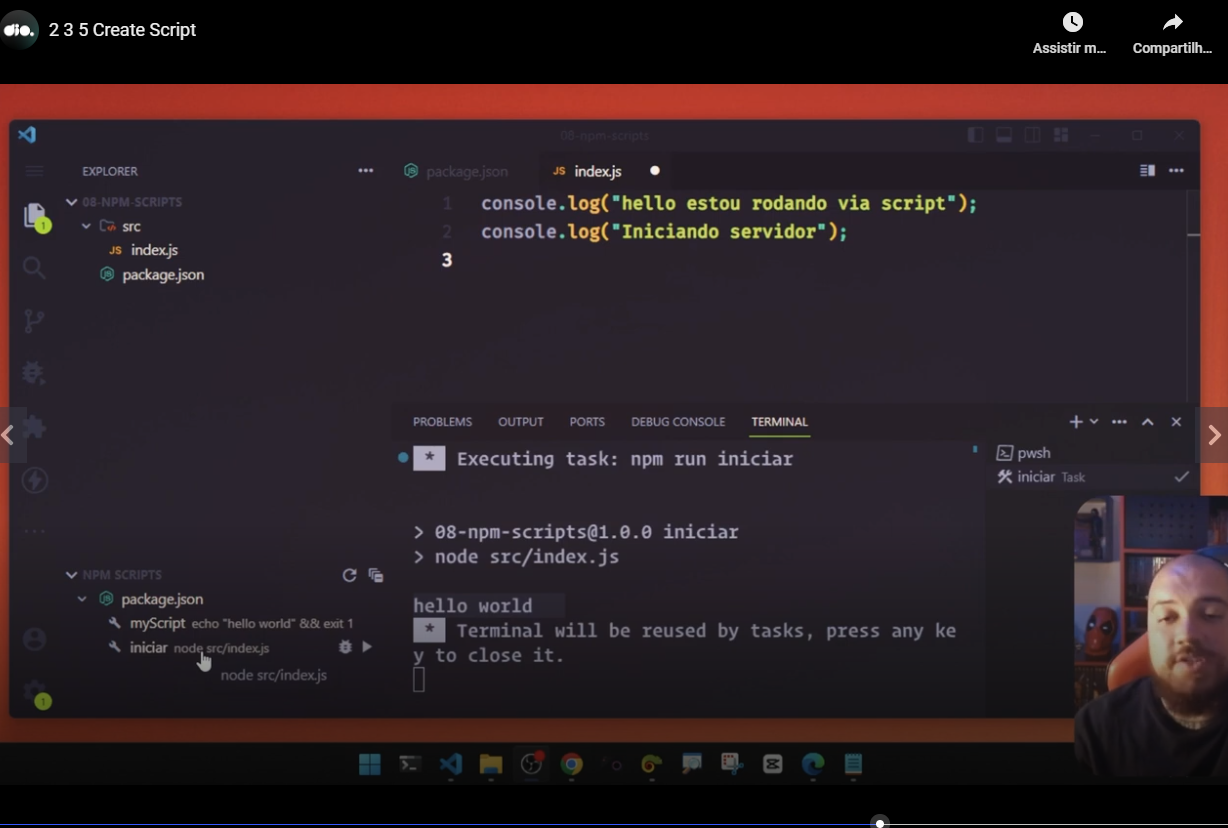 dio.
2 3 5 Create Script
Assistir m...
Compartilh...
08-npm-scripts
EXPLORER
package.json
JS index.js
08-NPM-SCRIPTS
src
JS index.js
package.json
1 console.log("hello estou rodando via script");
2 console.log("Iniciando servidor");
3
1
PROBLEMS OUTPUT PORTS DEBUG CONSOLE TERMINAL
* Executing task: npm run iniciar
pwsh
iniciar Task
> 08-npm-scripts@1.0.0 iniciar
> node src/index.js
hello world
* Terminal will be reused by tasks, press any ke
y to close it.
NPM SCRIPTS
package.json
myScript echo "hello world" && exit 1
iniciar node src/index.js
node src/index.js
1